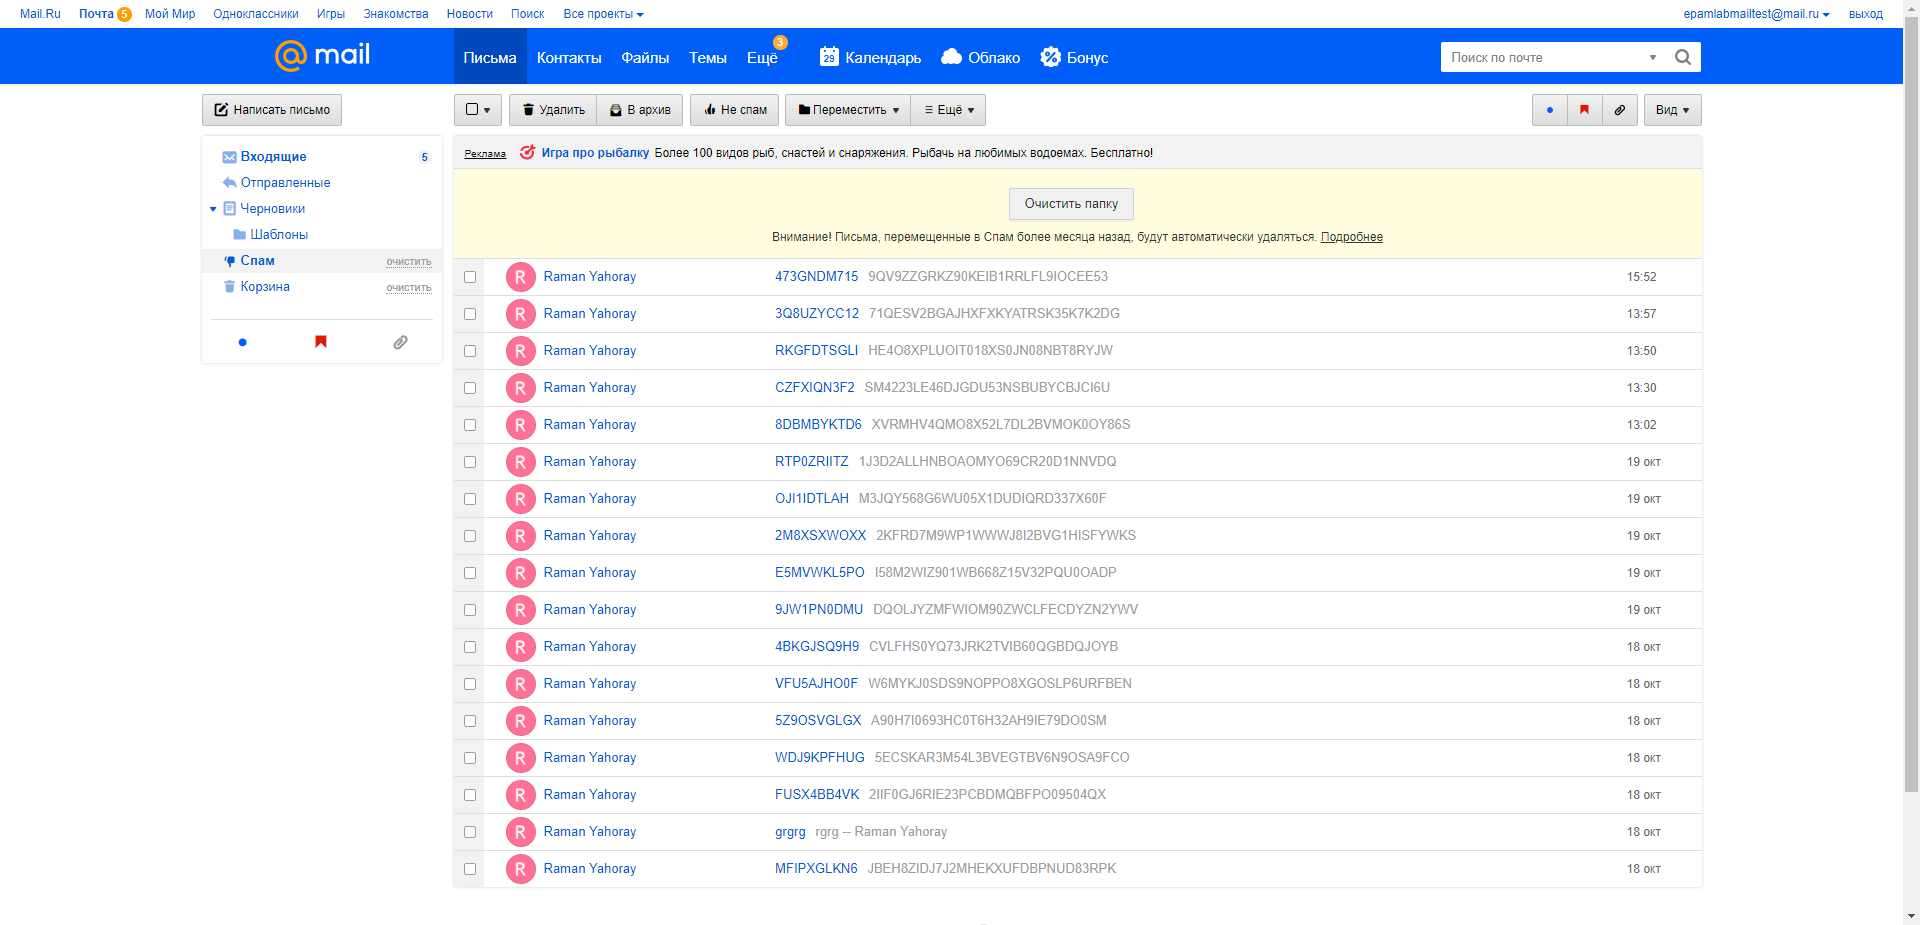 Mail.Ru Почта 5 Мой Мир Одноклассники Игры Знакомства Новости Поиск Все проекты epamlabmailtest@mail.ru выход
@mail Письма Контакты Файлы Темы Ещё 3 29 Календарь Облако Бонус Поиск по почте
Написать письмо Удалить В архив Не спам Переместить Ещё Вид
Входящие 5
Отправленные
Черновики
Шаблоны
Спам очистить
Корзина очистить
Реклама Игра про рыбалку Более 100 видов рыб, снастей и снаряжения. Рыбачь на любимых водоемах. Бесплатно!
Очистить папку
Внимание! Письма, перемещенные в Спам более месяца назад, будут автоматически удаляться. Подробнее
R Raman Yahoray 473GNDM715 9QV9ZZGRKZ90KEIB1RRLFL9IOCEE53 15:52
R Raman Yahoray 3Q8UZYCC12 71QESV2BGAJHXFXKYATRSK35K7K2DG 13:57
R Raman Yahoray RKGFDTSGLI HE4O8XPLUOIT018XS0JN08NBT8RYJW 13:50
R Raman Yahoray CZFXIQN3F2 SM4223LE46DJGDU53NSBUBYCBJCI6U 13:30
R Raman Yahoray 8DBMBYKTD6 XVRMHV4QMO8X52L7DL2BVMOK0OY86S 13:02
R Raman Yahoray RTP0ZRIITZ 1J3D2ALLHNBOAOMYO69CR20D1NNVDQ 19 окт
R Raman Yahoray OJI1IDTLAH M3JQY568G6WU05X1DUDIQRD337X60F 19 окт
R Raman Yahoray 2M8XSXWOXX 2KFRD7M9WP1WWWJ8I2BVG1HISFYWKS 19 окт
R Raman Yahoray E5MVWKL5PO I58M2WIZ901WB668Z15V32PQU0OADP 19 окт
R Raman Yahoray 9JW1PN0DMU DQOLJYZMFWIOM90ZWCLFECDYZN2YWV 19 окт
R Raman Yahoray 4BKGJSQ9H9 CVLFHS0YQ73JRK2TVIB60QGBDQJOYB 18 окт
R Raman Yahoray VFU5AJHO0F W6MYKJ0SDS9NOPPO8XGOSLP6URFBEN 18 окт
R Raman Yahoray 5Z9OSVGLGX A90H7I0693HC0T6H32AH9IE79DO0SM 18 окт
R Raman Yahoray WDJ9KPFHUG 5ECSKAR3M54L3BVEGTBV6N9OSA9FCO 18 окт
R Raman Yahoray FUSX4BB4VK 2IIF0GJ6RIE23PCBDMQBFPO09504QX 18 окт
R Raman Yahoray grgrg rgrg -- Raman Yahoray 18 окт
R Raman Yahoray MFIPXGLKN6 JBEH8ZIDJ7J2MHEKXUFDBPNUD83RPK 18 окт